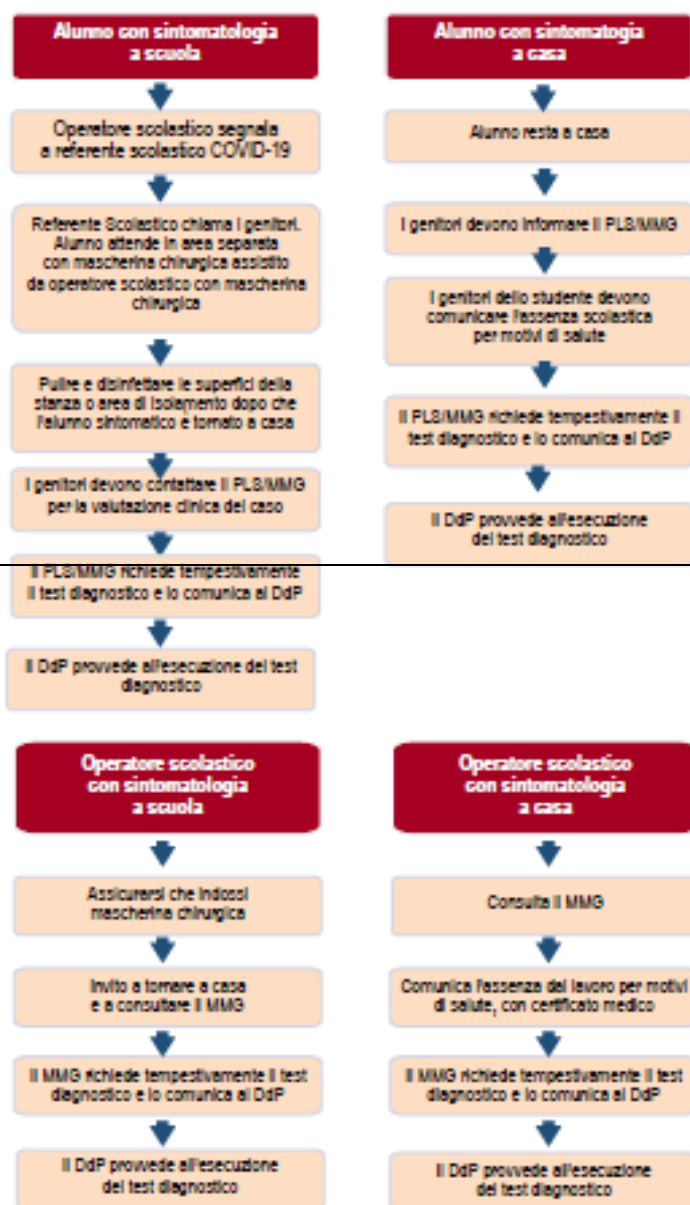 Alunno con sintomatologia
a scuola
Operatore scolastico segnala
a referente scolastico COVID-19
Referente Scolastico chiama i genitori.
Alunno attende in area separata
con mascherina chirurgica assistito
da operatore scolastico con mascherina
chirurgica
Pulire e disinfettare le superfici della
stanza o area di isolamento dopo che
l'alunno sintomatico è tornato a casa
I genitori devono contattare il PLS/MMG
per la valutazione clinica del caso
Il PLS/MMG richiede tempestivamente
il test diagnostico e lo comunica al DdP
Il DdP provvede all'esecuzione del test
diagnostico
Alunno con sintomatogia
a casa
Alunno resta a casa
I genitori devono informare il PLS/MMG
I genitori dello studente devono
comunicare l'assenza scolastica
per motivi di salute
Il PLS/MMG richiede tempestivamente il
test diagnostico e lo comunica al DdP
Il DdP provvede all'esecuzione
del test diagnostico
Operatore scolastico
con sintomatologia
a scuola
Assicurarsi che indossi
mascherina chirurgica
Invito a tornare a casa
e a consultare il MMG
Il MMG richiede tempestivamente il test
diagnostico e lo comunica al DdP
Il DdP provvede all'esecuzione
del test diagnostico
Operatore scolastico
con sintomatologia
a casa
Consulta il MMG
Comunica l'assenza dal lavoro per motivi
di salute, con certificato medico
Il MMG richiede tempestivamente il test
diagnostico e lo comunica al DdP
Il DdP provvede all'esecuzione
del test diagnostico